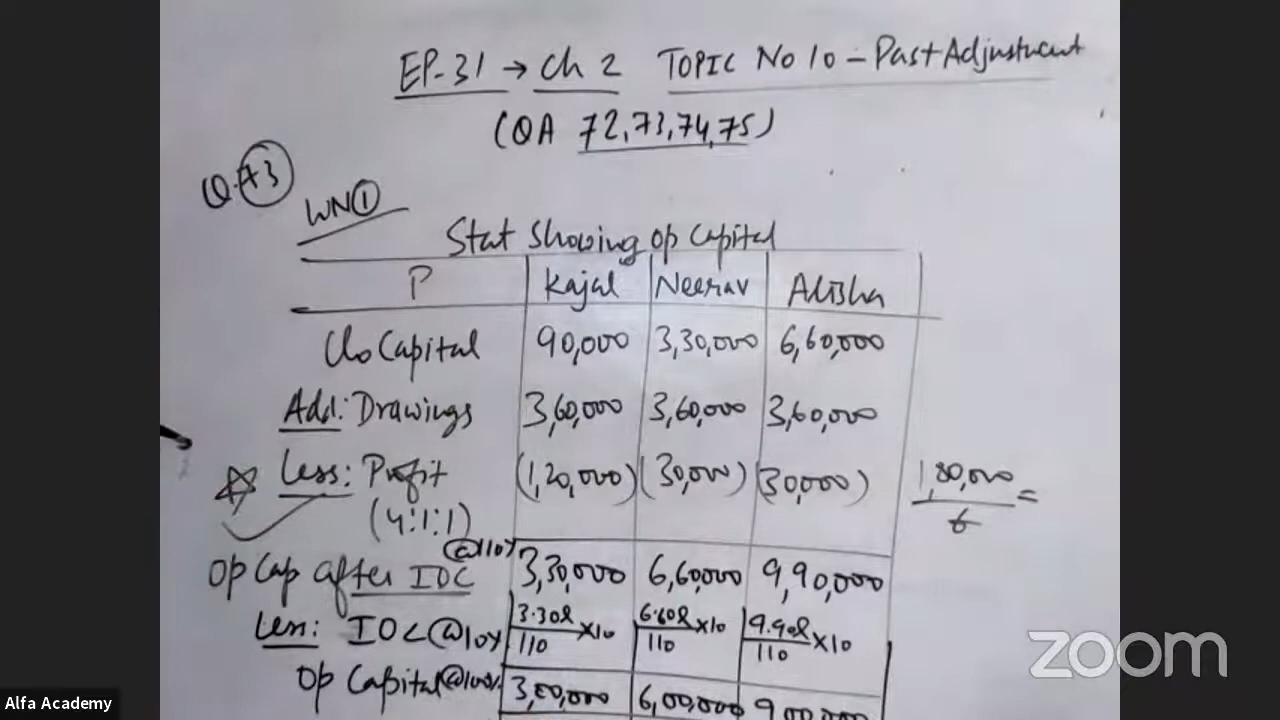 EP-31 → Ch 2 TOPIC No 10 - Past Adjustment
(QA 72,73,74,75)
Q.73
WN①
Stat Showing Op Capital
P Kajal Neerav Alisha
Clo Capital 90,000 3,30,000 6,60,000
Add: Drawings 3,60,000 3,60,000 3,60,000
Less: Profit (1,20,000) (30,000) (30,000) 1,80,000/6 =
(4:1:1)
@110%
Op Cap after IOC 3,30,000 6,60,000 9,90,000
Less: IOC@10% 3.30l/110 ×10 6.60l/110 ×10 9.90l/110 ×10
Op Capital@100% 3,00,000 6,00,000 9,00,000
zoom
Alfa Academy